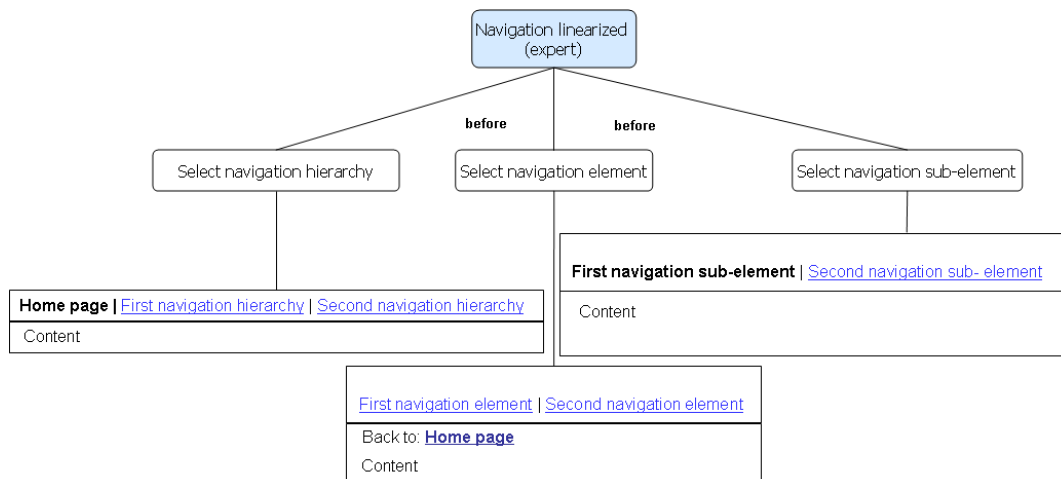 Navigation linearized
(expert)
before
before
Select navigation hierarchy
Select navigation element
Select navigation sub-element
First navigation sub-element | Second navigation sub- element
Content
Home page | First navigation hierarchy | Second navigation hierarchy
Content
First navigation element | Second navigation element
Back to: Home page
Content